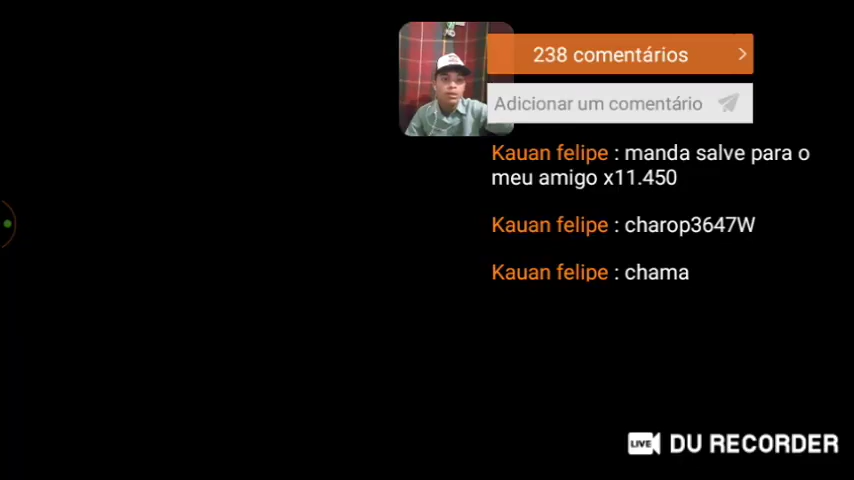 238 comentários
Adicionar um comentário
Kauan felipe : manda salve para o
meu amigo x11.450
Kauan felipe : charop3647W
Kauan felipe : chama
LIVE DU RECORDER